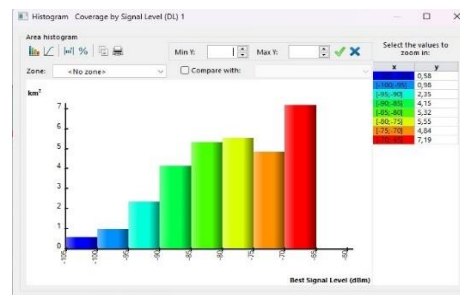 Histogram Coverage by Signal Level (DL) 1
Area histogram
Min Y: Max Y:
Select the values to zoom in:
Zone: <No zone> Compare with:
x y
0,58
[-100;-95[ 0,98
[-95;-90[ 2,35
[-90;-85[ 4,15
[-85;-80[ 5,32
[-80;-75[ 5,55
[-75;-70[ 4,84
7,19
km²
7
6
5
4
3
2
1
0
-105 -100 -95 -90 -85 -80 -75 -70 -65 -60
Best Signal Level (dBm)